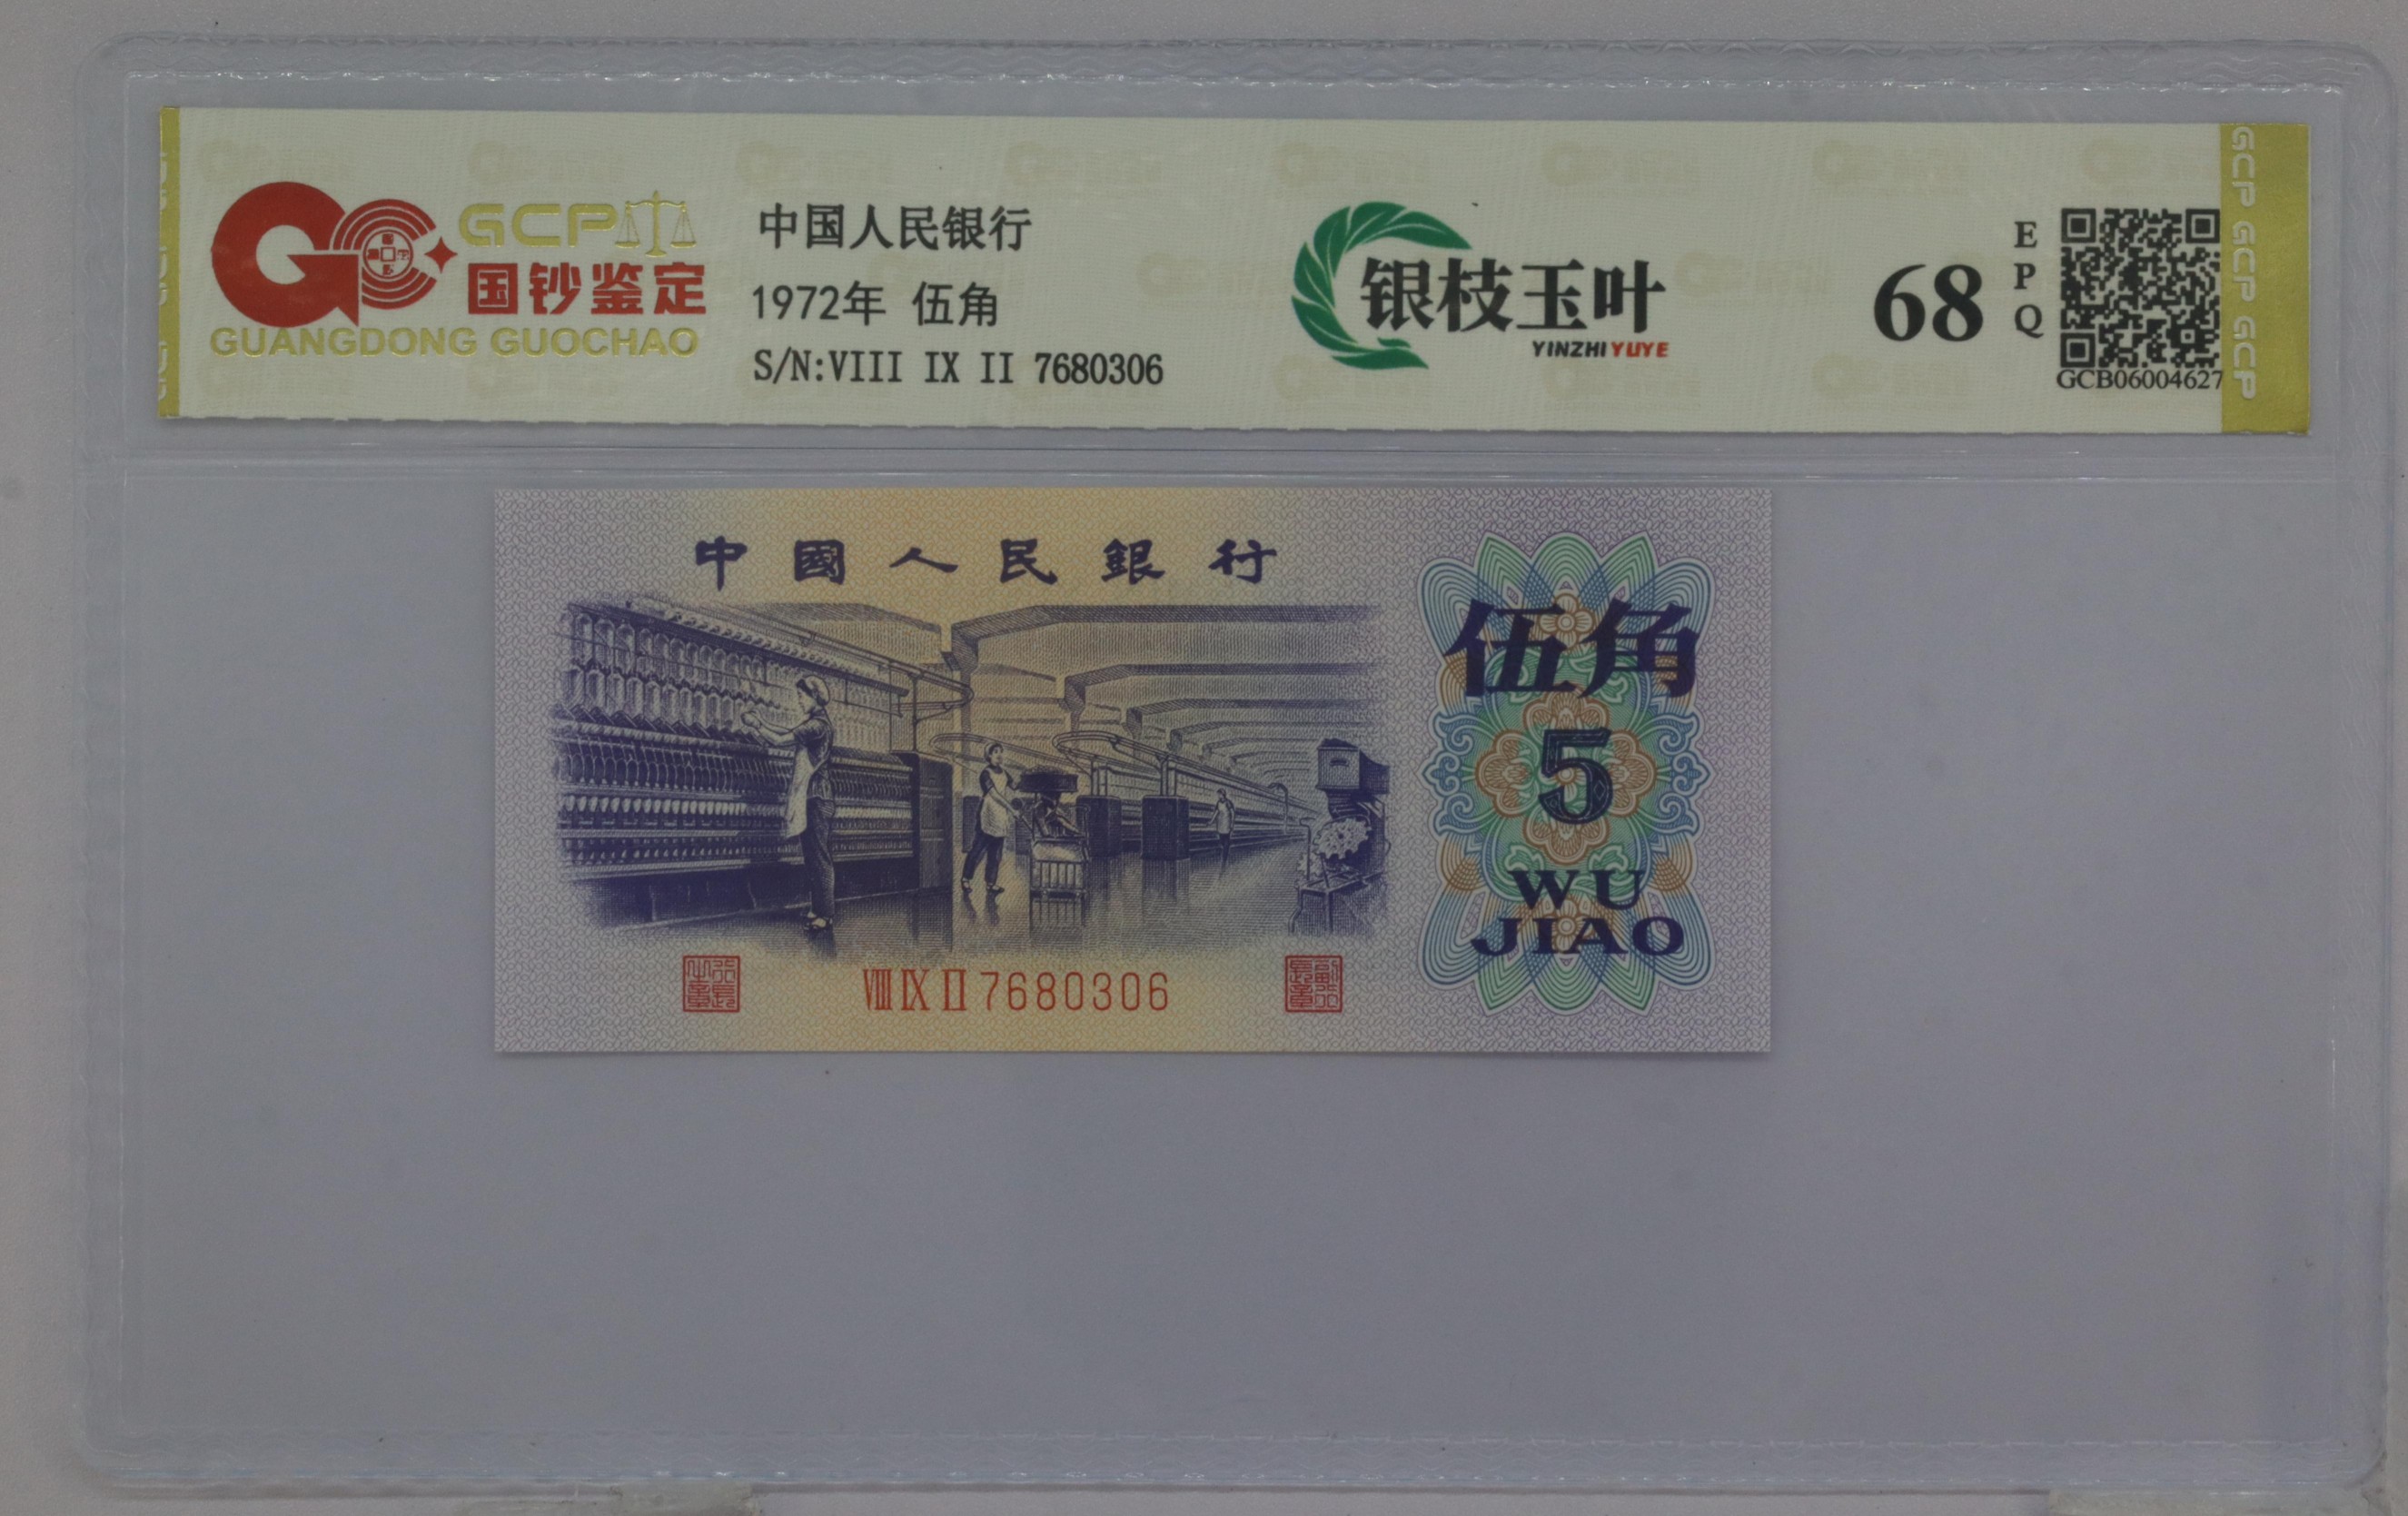 GCP
国钞鉴定
GUANGDONG GUOCHAO
中国人民银行
1972年 伍角
S/N:VIII IX II 7680306
银枝玉叶
YINZHIYUYE
68
E
P
Q
GCB06004627
GCP GCP GCP
中國人民銀行
伍角
5
WU
JIAO
VIII IX II 7680306